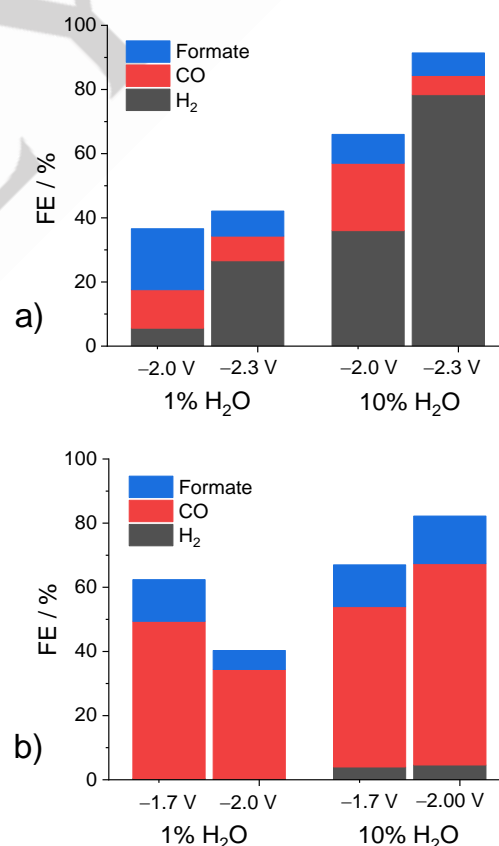 100
Formate
CO
H₂
80
60
40
20
0
FE / %
a)
−2.0 V −2.3 V −2.0 V −2.3 V
1% H₂O 10% H₂O
100
Formate
CO
H₂
80
60
40
20
0
FE / %
b)
−1.7 V −2.0 V −1.7 V −2.00 V
1% H₂O 10% H₂O